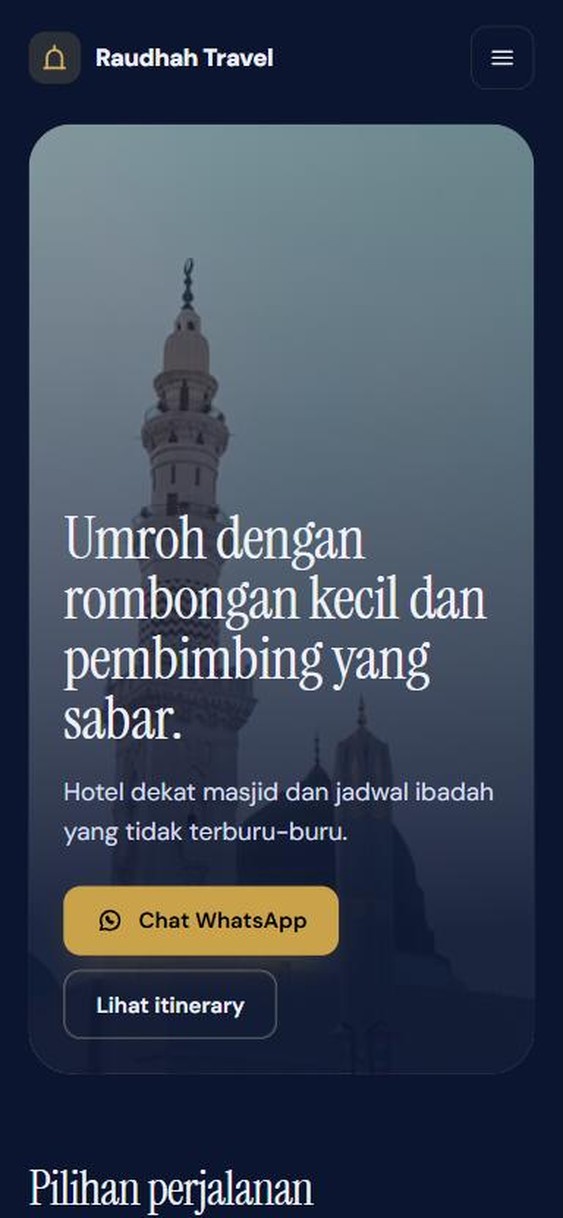 Raudhah Travel
Umroh dengan
rombongan kecil dan
pembimbing yang
sabar.
Hotel dekat masjid dan jadwal ibadah
yang tidak terburu-buru.
Chat WhatsApp
Lihat itinerary
Pilihan perjalanan